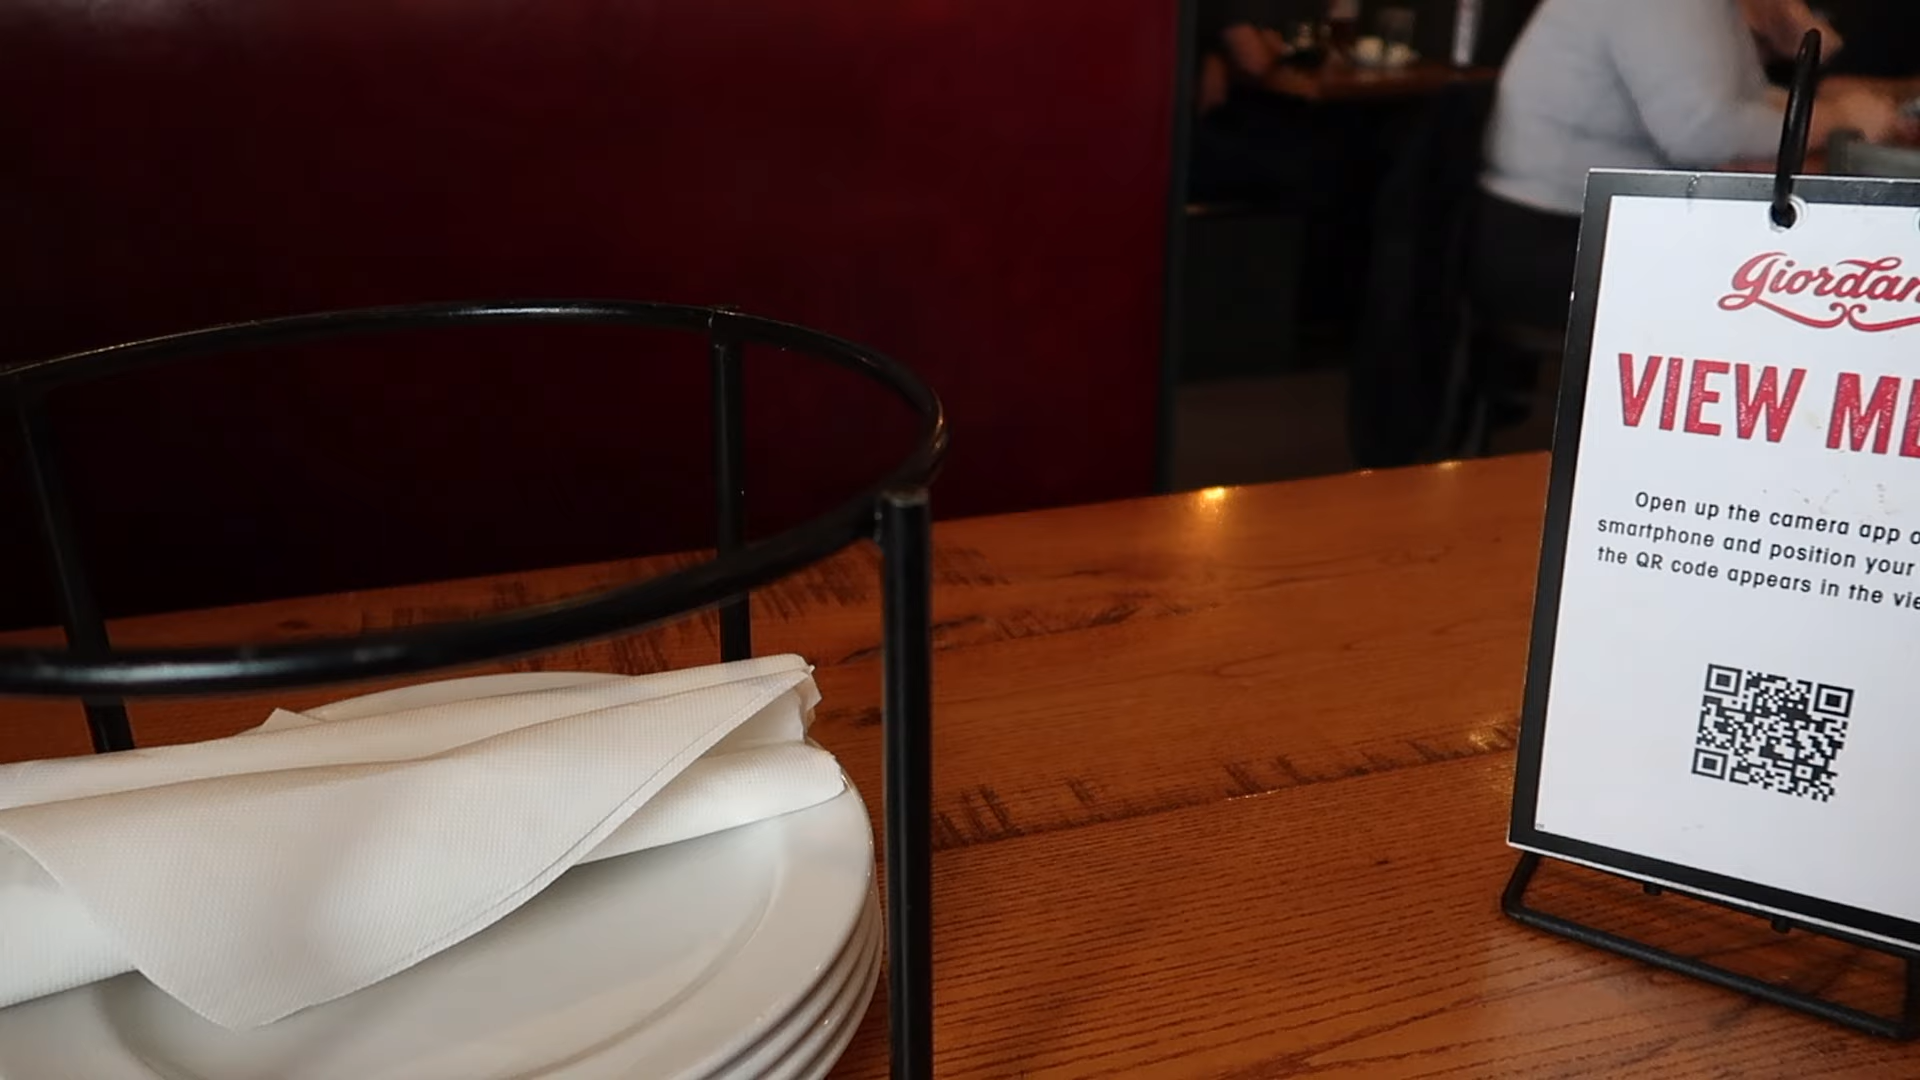 Giordan
VIEW ME
Open up the camera app o
smartphone and position your
the QR code appears in the vie